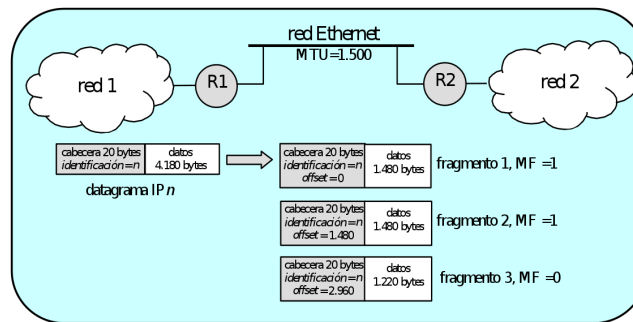 red Ethernet
MTU=1.500
red 1
R1
R2
red 2
cabecera 20 bytes
identificación=n
datos
4.180 bytes
datagrama IP n
cabecera 20 bytes
identificación=n
offset=0
datos
1.480 bytes
fragmento 1, MF =1
cabecera 20 bytes
identificación=n
offset=1.480
datos
1.480 bytes
fragmento 2, MF =1
cabecera 20 bytes
identificación=n
offset=2.960
datos
1.220 bytes
fragmento 3, MF =0